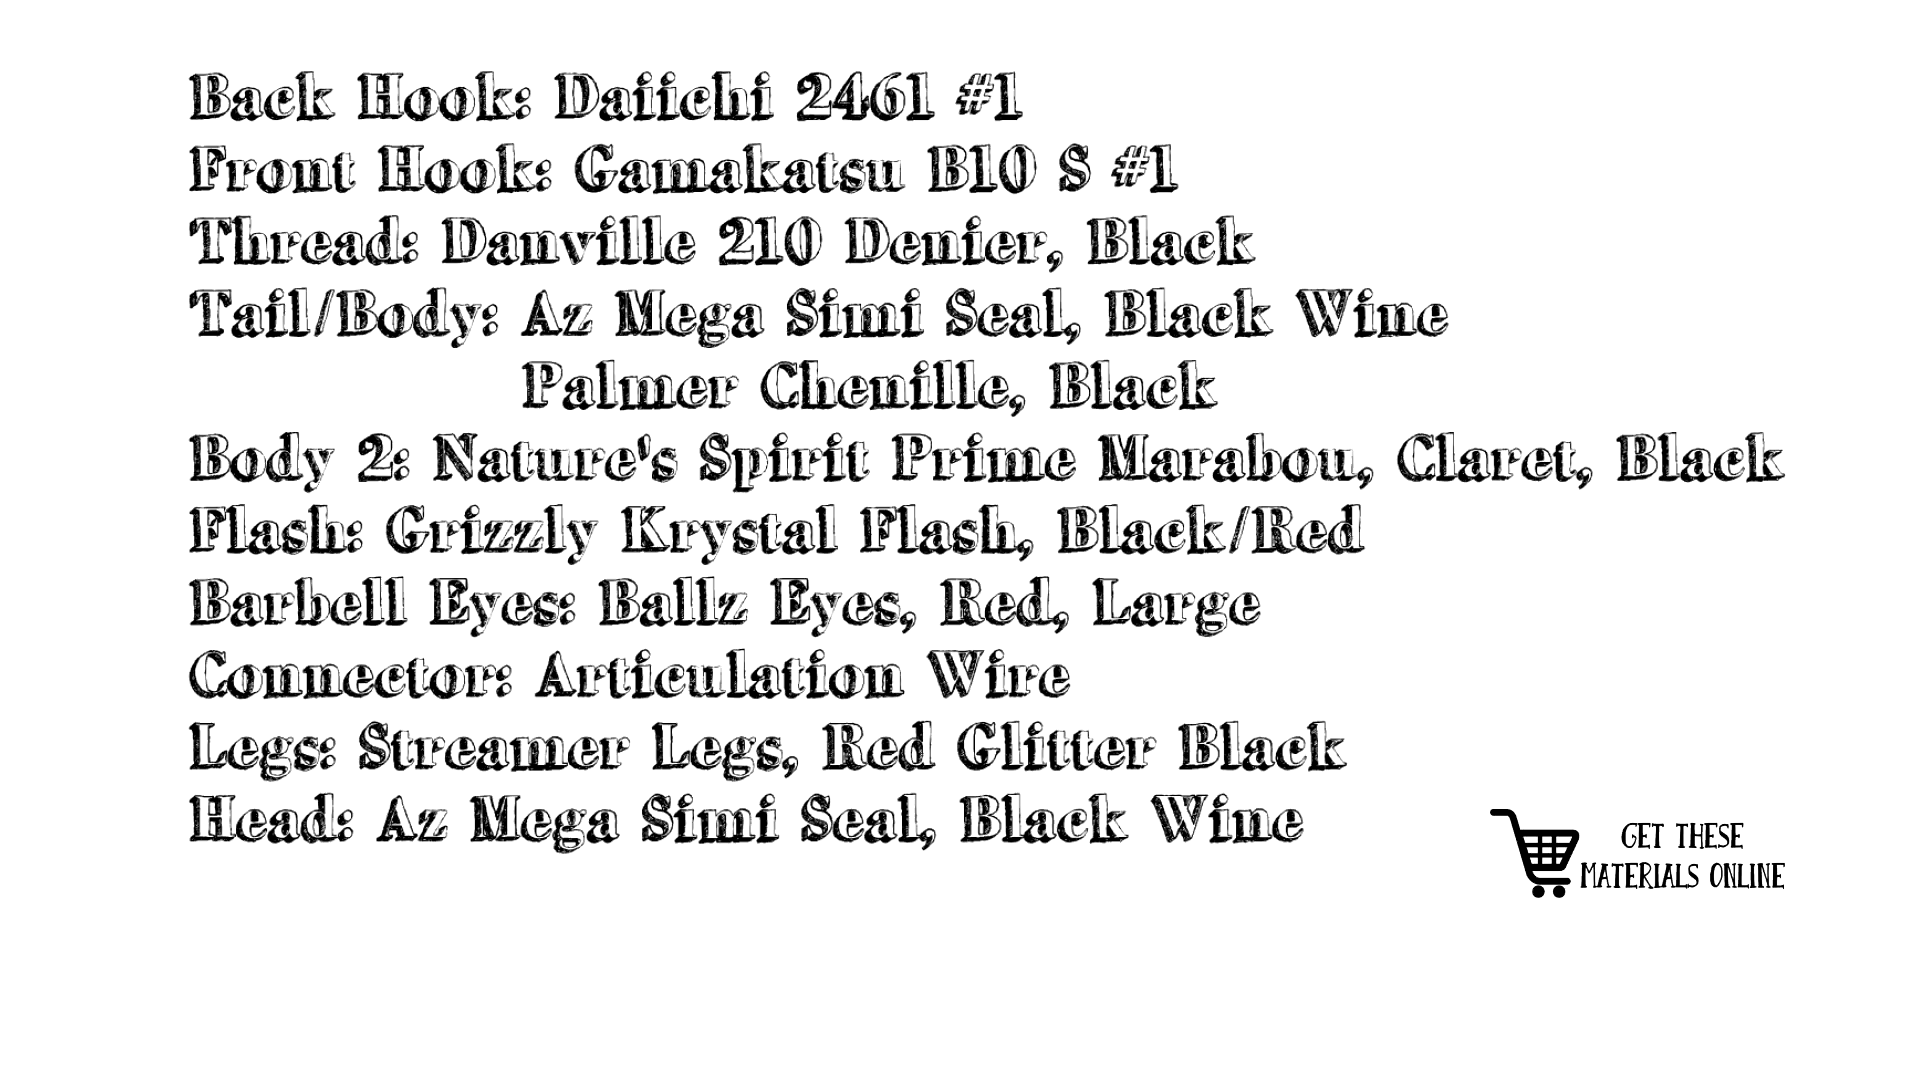 Back Hook: Daiichi 2461 #1
Front Hook: Gamakatsu B10 S #1
Thread: Danville 210 Denier, Black
Tail/Body: Az Mega Simi Seal, Black Wine
Palmer Chenille, Black
Body 2: Nature's Spirit Prime Marabou, Claret, Black
Flash: Grizzly Krystal Flash, Black/Red
Barbell Eyes: Ballz Eyes, Red, Large
Connector: Articulation Wire
Legs: Streamer Legs, Red Glitter Black
Head: Az Mega Simi Seal, Black Wine
GET THESE
MATERIALS ONLINE